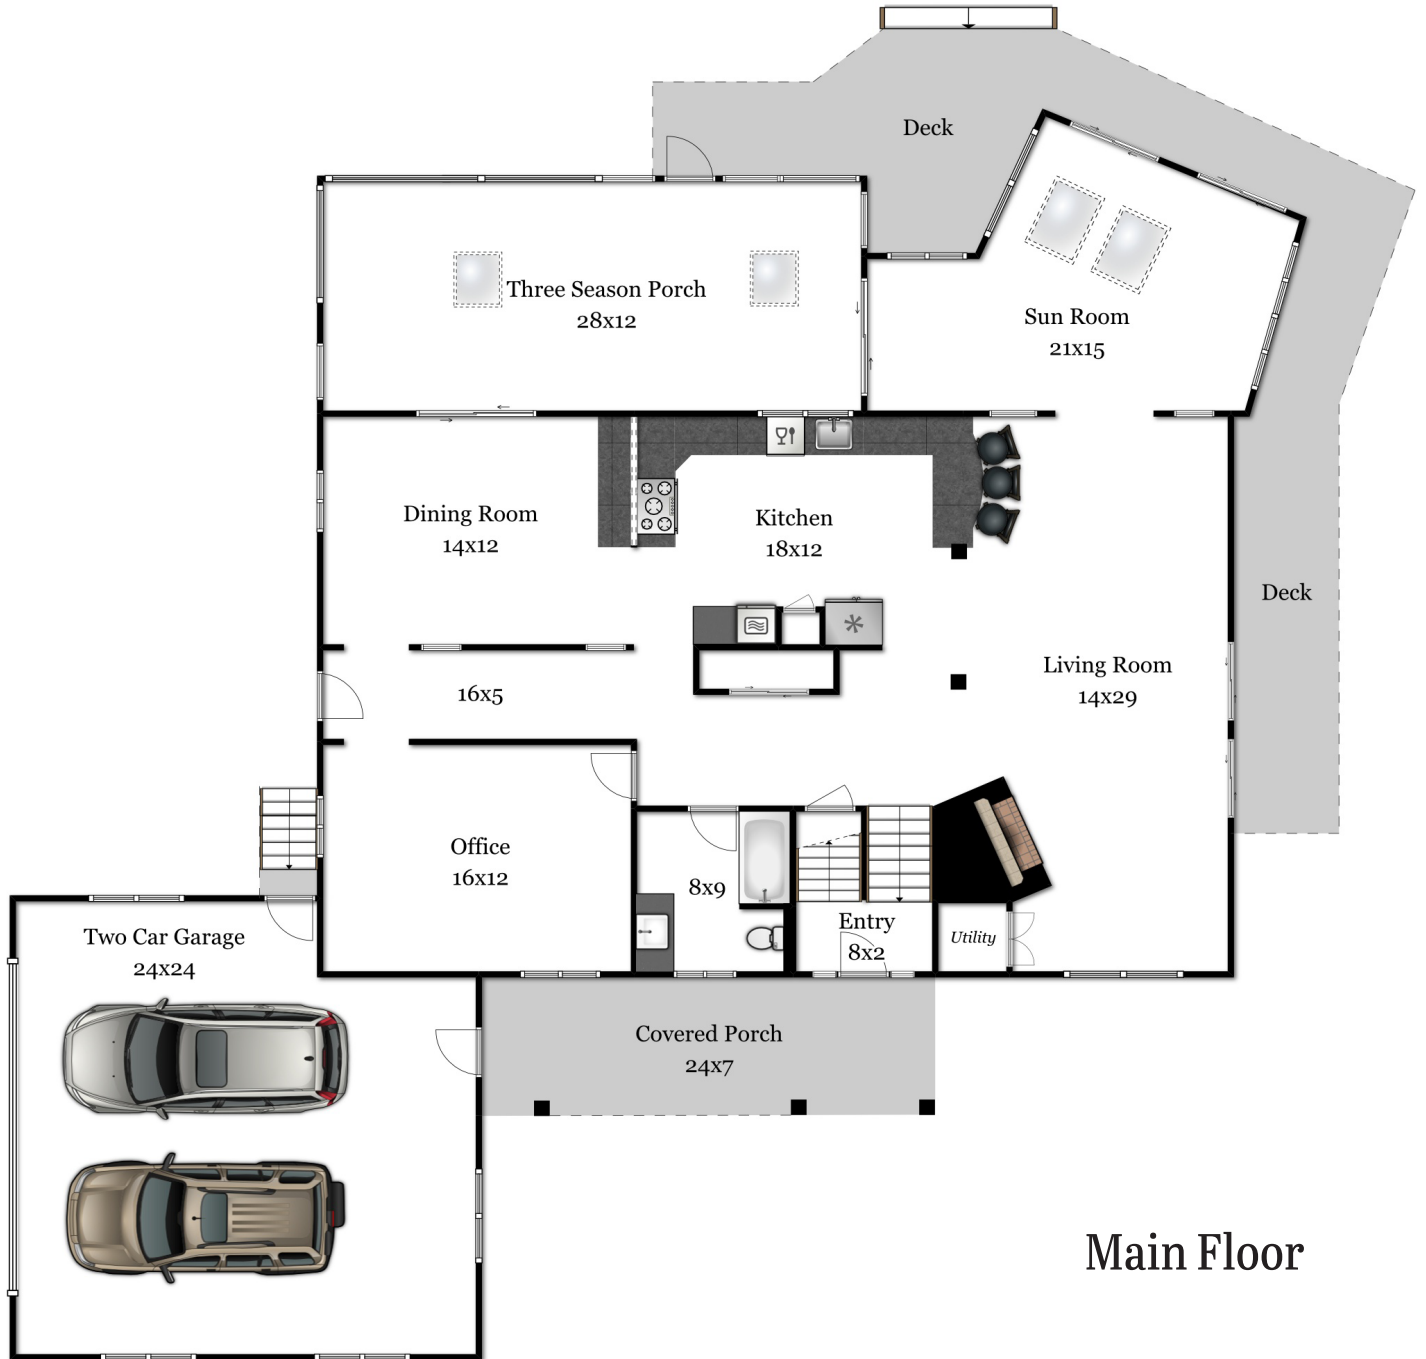 Deck
Three Season Porch
28x12
Sun Room
21x15
Dining Room
14x12
Kitchen
18x12
Deck
Living Room
14x29
16x5
Office
16x12
8x9
Entry
8x2
Utility
Two Car Garage
24x24
Covered Porch
24x7
Main Floor